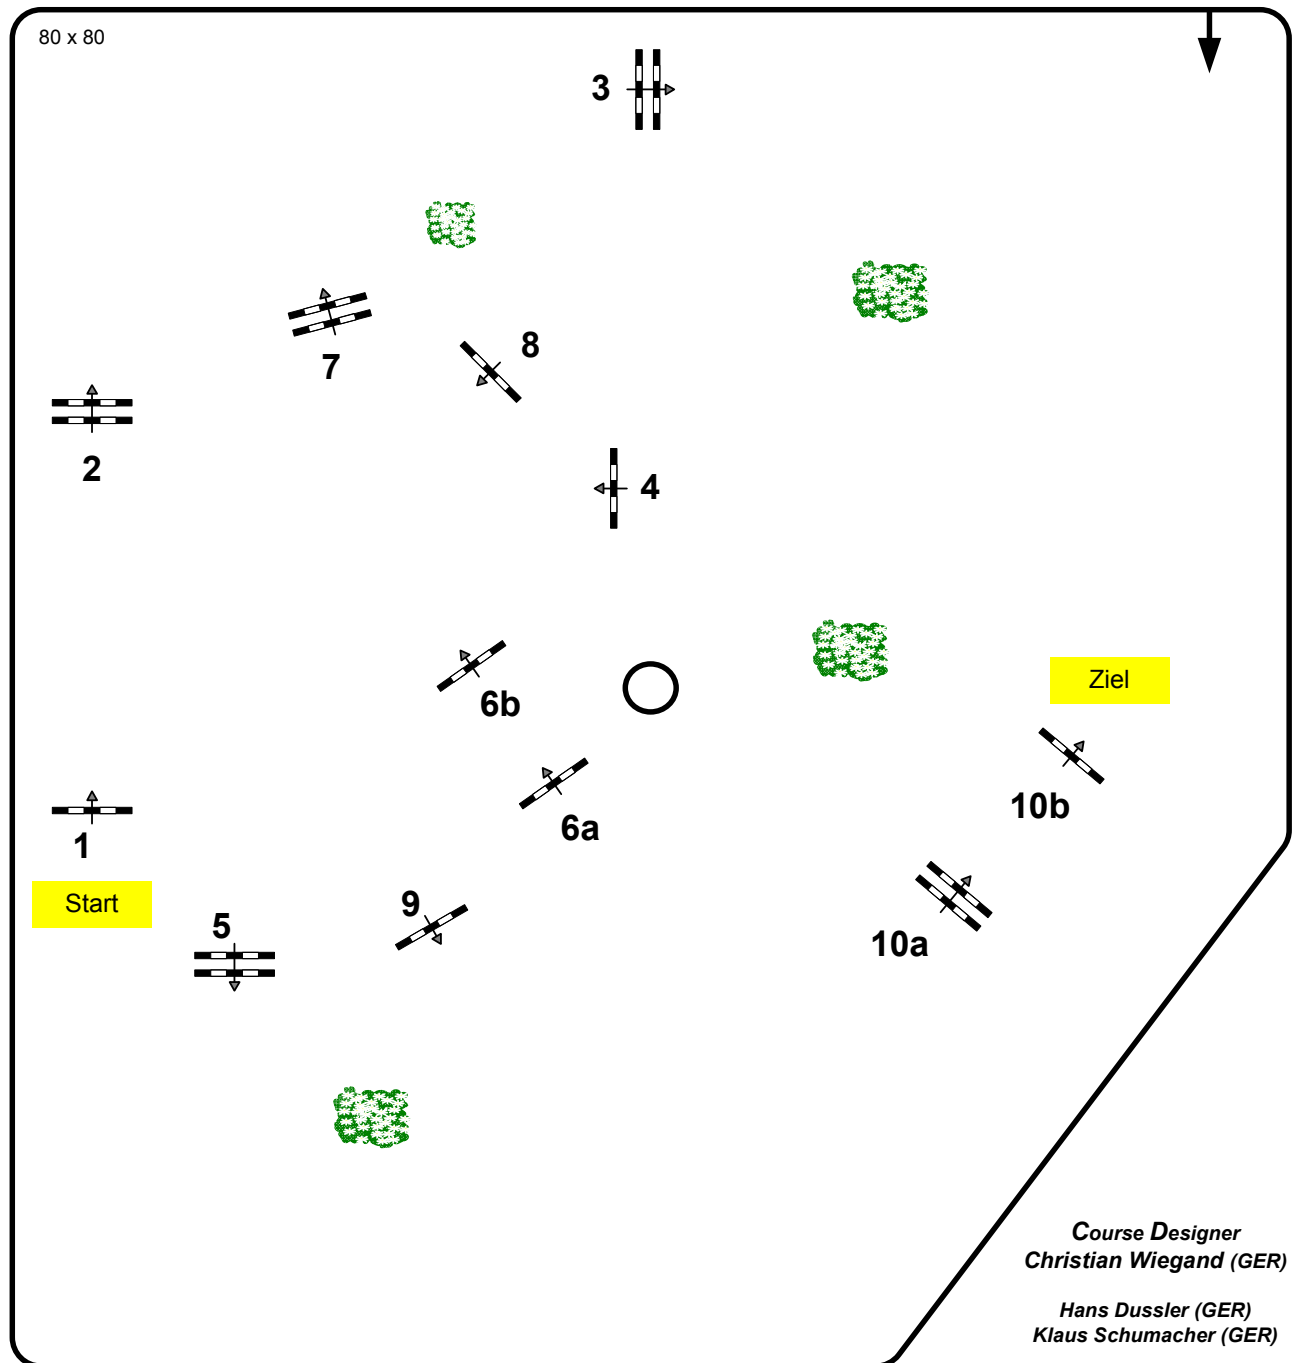 80 x 80
3
8
7
2
4
6b
Ziel
10b
6a
1
Start
9
5
10a
Course Designer
Christian Wiegand (GER)
Hans Dussler (GER)
Klaus Schumacher (GER)